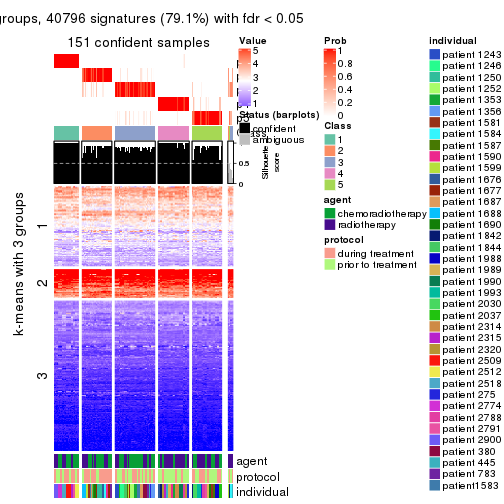 groups, 40796 signatures (79.1%) with fdr < 0.05
151 confident samples
k-means with 3 groups
1
2
3
agent
protocol
individual
Value
5
4
3
2
1
Status (barplots)
confident
ambiguous
0.5
0
Silhouette
score
Prob
1
0.8
0.6
0.4
0.2
0
Class
1
2
3
4
5
agent
chemoradiotherapy
radiotherapy
protocol
during treatment
prior to treatment
individual
patient 1243
patient 1246
patient 1250
patient 1252
patient 1353
patient 1356
patient 1581
patient 1584
patient 1587
patient 1590
patient 1599
patient 1676
patient 1677
patient 1687
patient 1688
patient 1690
patient 1842
patient 1844
patient 1988
patient 1989
patient 1990
patient 1993
patient 2030
patient 2037
patient 2314
patient 2315
patient 2320
patient 2509
patient 2512
patient 2518
patient 275
patient 2774
patient 2788
patient 2791
patient 2900
patient 380
patient 445
patient 783
patient1583